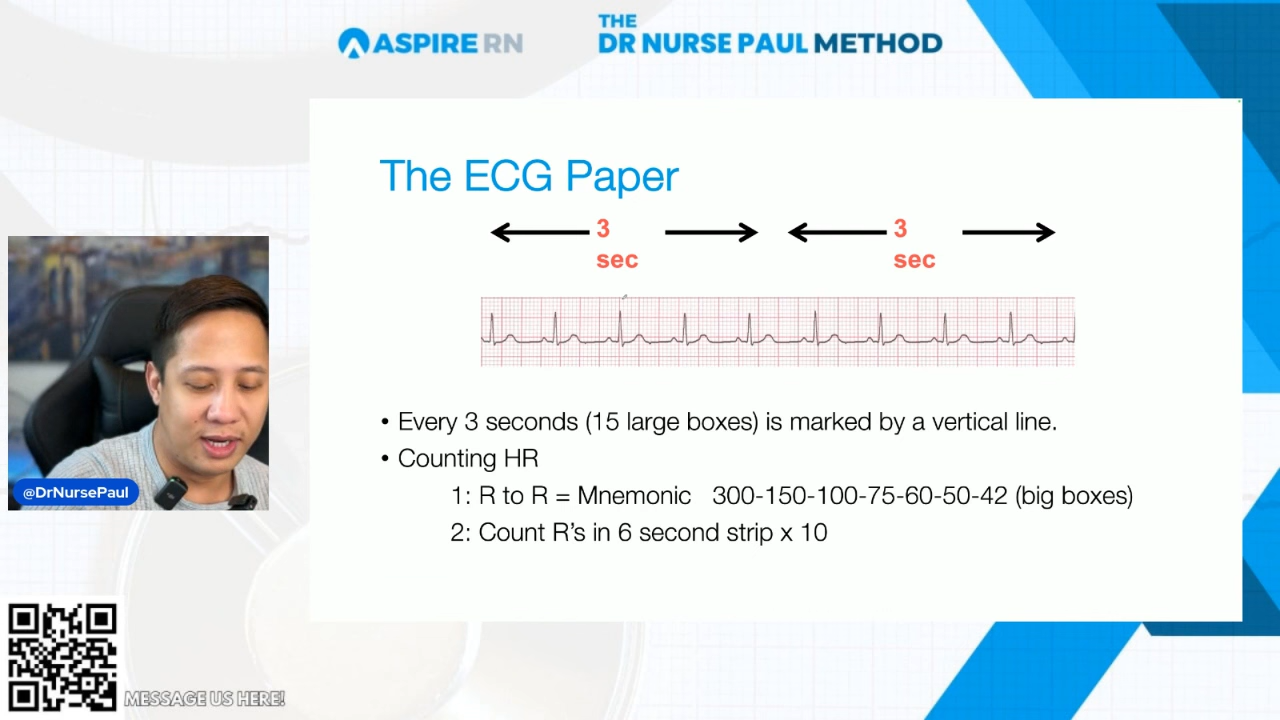 ASPIRE RN
THE
DR NURSE PAUL METHOD
The ECG Paper
3
sec
3
sec
• Every 3 seconds (15 large boxes) is marked by a vertical line.
• Counting HR
1: R to R = Mnemonic 300-150-100-75-60-50-42 (big boxes)
2: Count R’s in 6 second strip x 10
@DrNursePaul
MESSAGE US HERE!